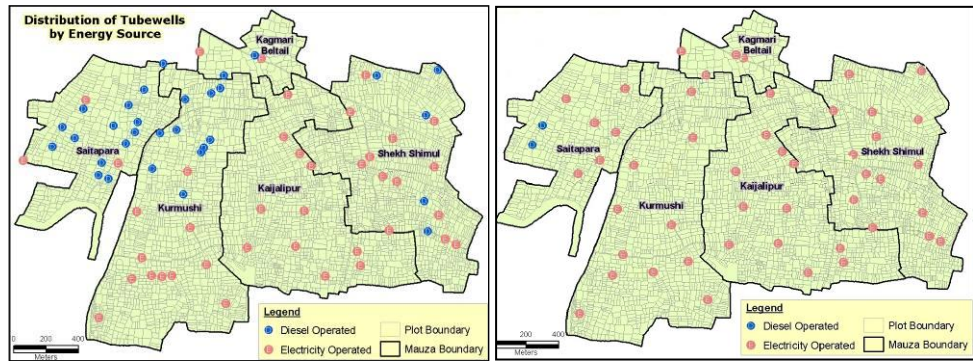 Distribution of Tubewells
by Energy Source
Kagmari
Beltail
Saitapara
Shekh Shimul
Kaijalipur
Kurmushi
Legend
Diesel Operated
Plot Boundary
Electricity Operated
Mauza Boundary
0 200 400
Meters
Kagmari
Beltail
Saitapara
Shekh Shimul
Kaijalipur
Kurmushi
Legend
Diesel Operated
Plot Boundary
Electricity Operated
Mauza Boundary
200 400
Meters